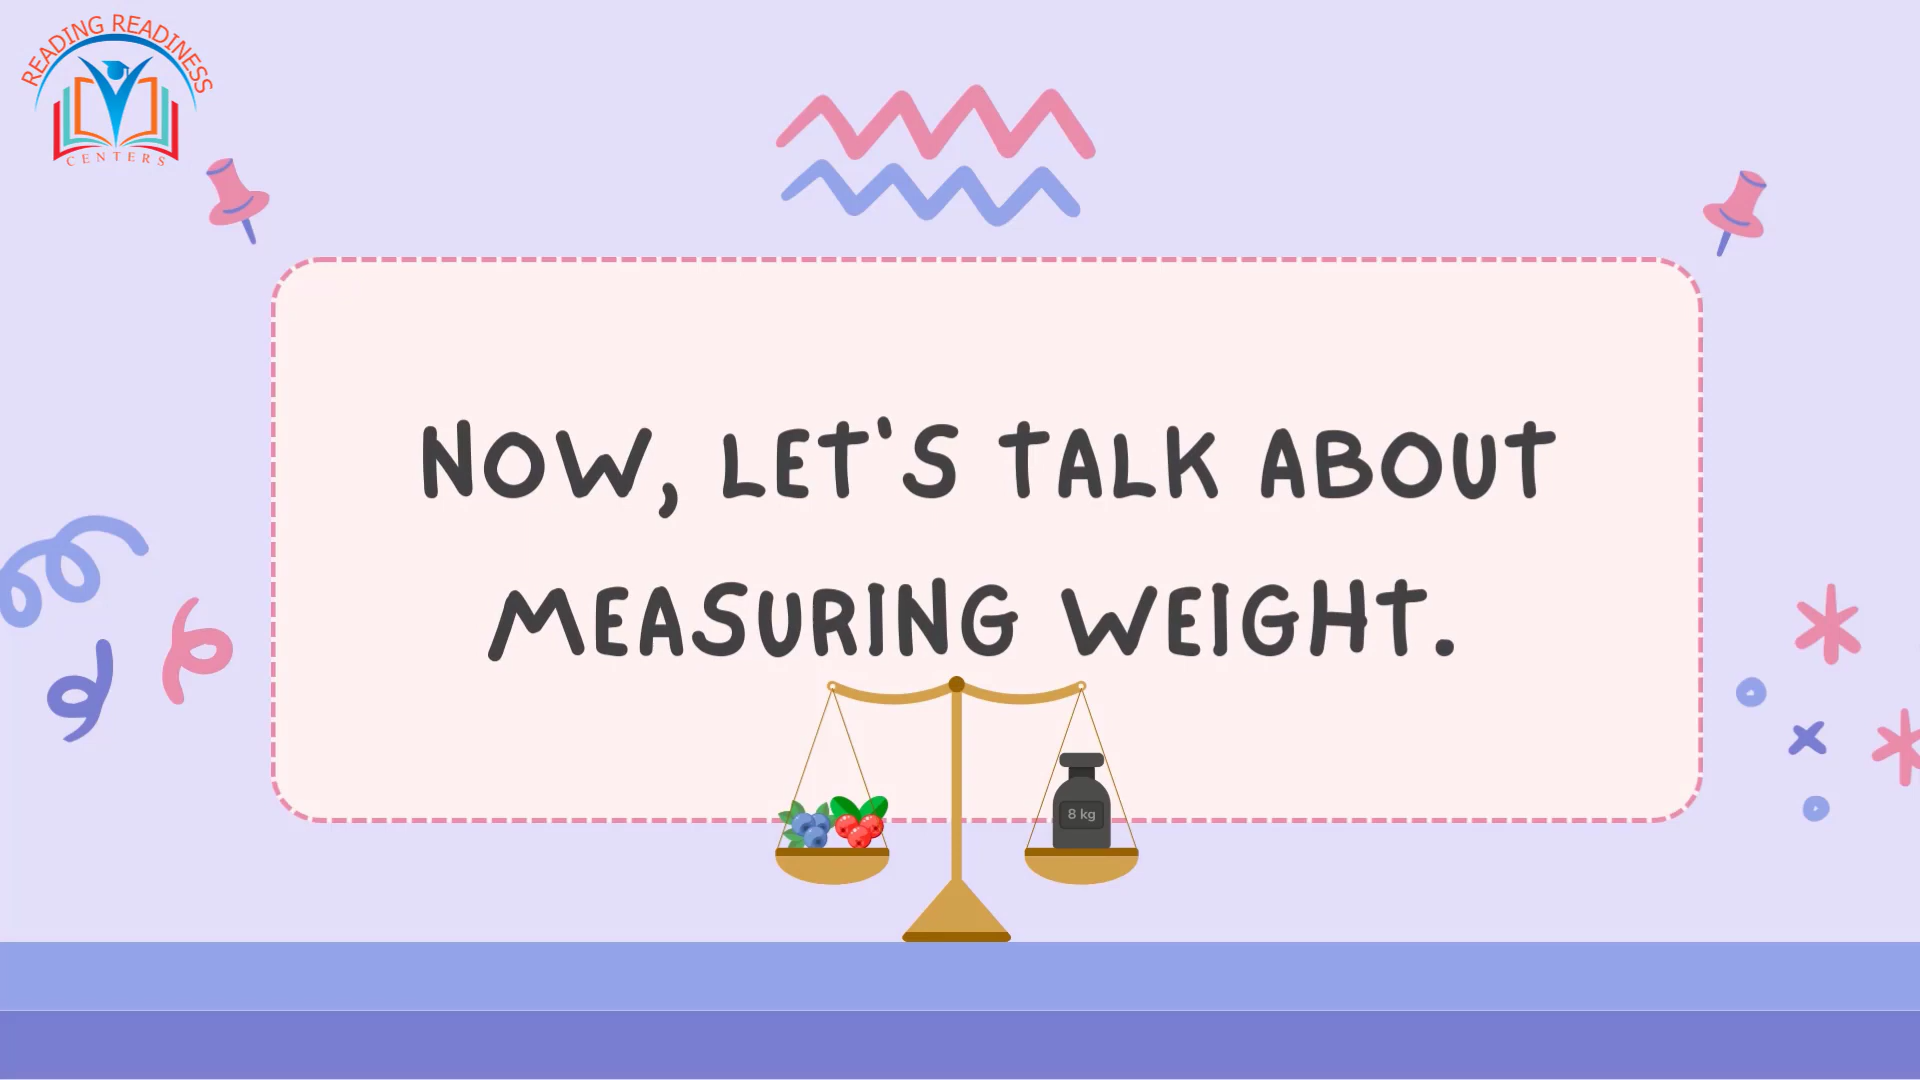 READING READINESS
CENTERS
NOW, LET'S TALK ABOUT
MEASURING WEIGHT.
8 kg